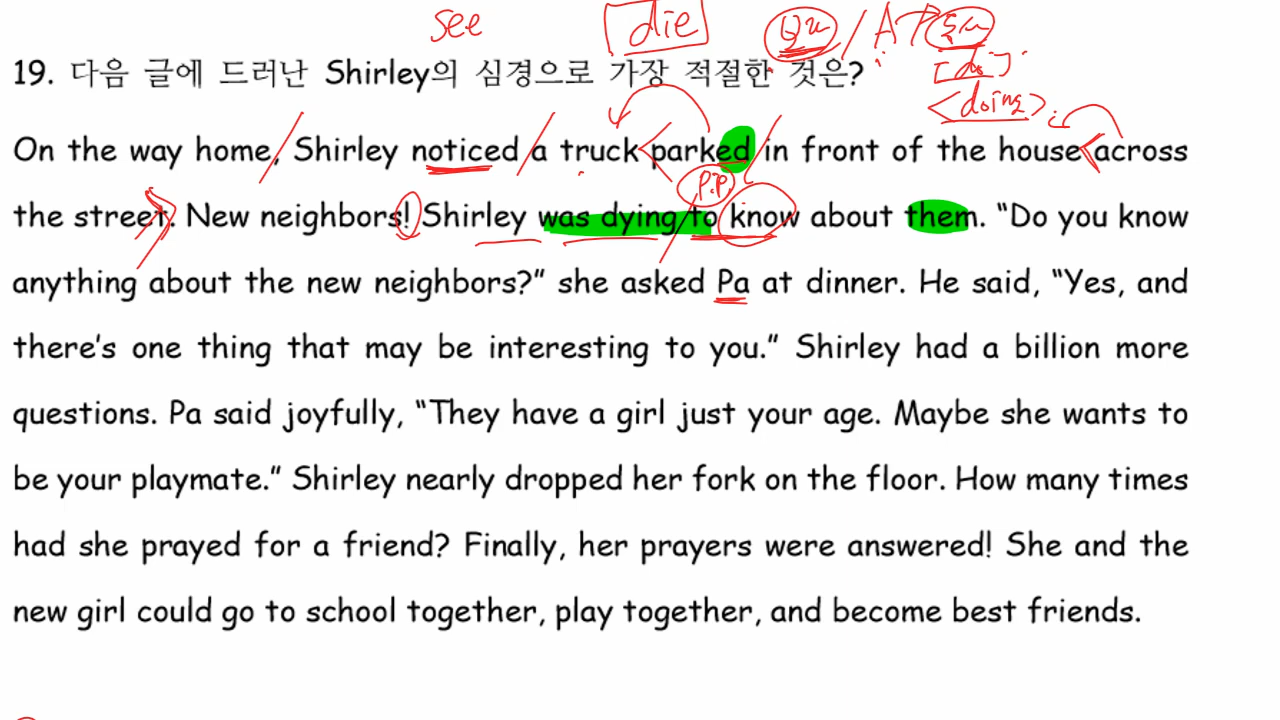 see die A P
[do]
<doing>
19. 다음 글에 드러난 Shirley의 심경으로 가장 적절한 것은?
On the way home, Shirley noticed a truck parked in front of the house across
p.p.
the street. New neighbors! Shirley was dying to know about them. “Do you know
anything about the new neighbors?” she asked Pa at dinner. He said, “Yes, and
there’s one thing that may be interesting to you.” Shirley had a billion more
questions. Pa said joyfully, “They have a girl just your age. Maybe she wants to
be your playmate.” Shirley nearly dropped her fork on the floor. How many times
had she prayed for a friend? Finally, her prayers were answered! She and the
new girl could go to school together, play together, and become best friends.